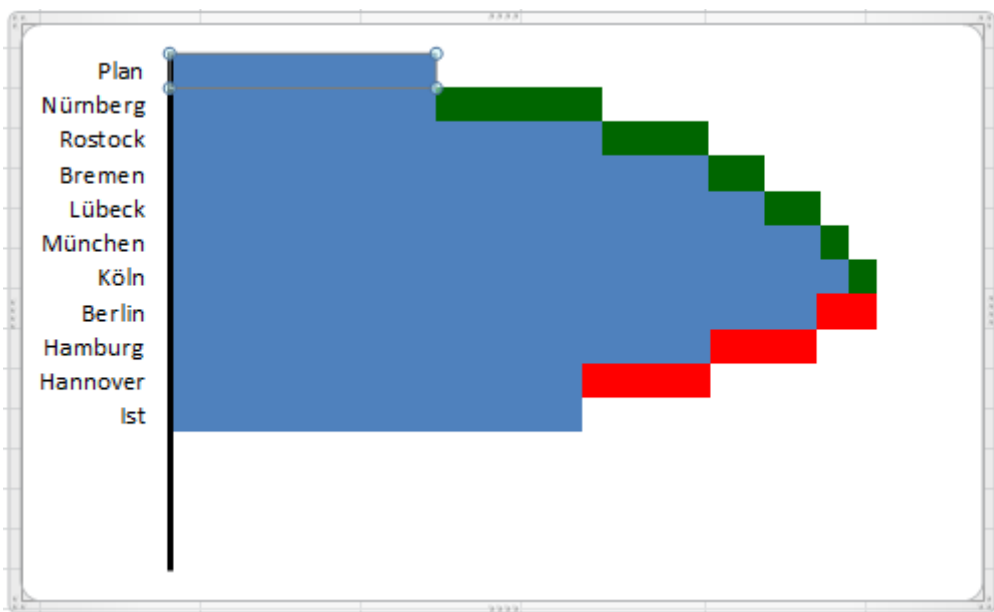 Plan
Nürnberg
Rostock
Bremen
Lübeck
München
Köln
Berlin
Hamburg
Hannover
Ist